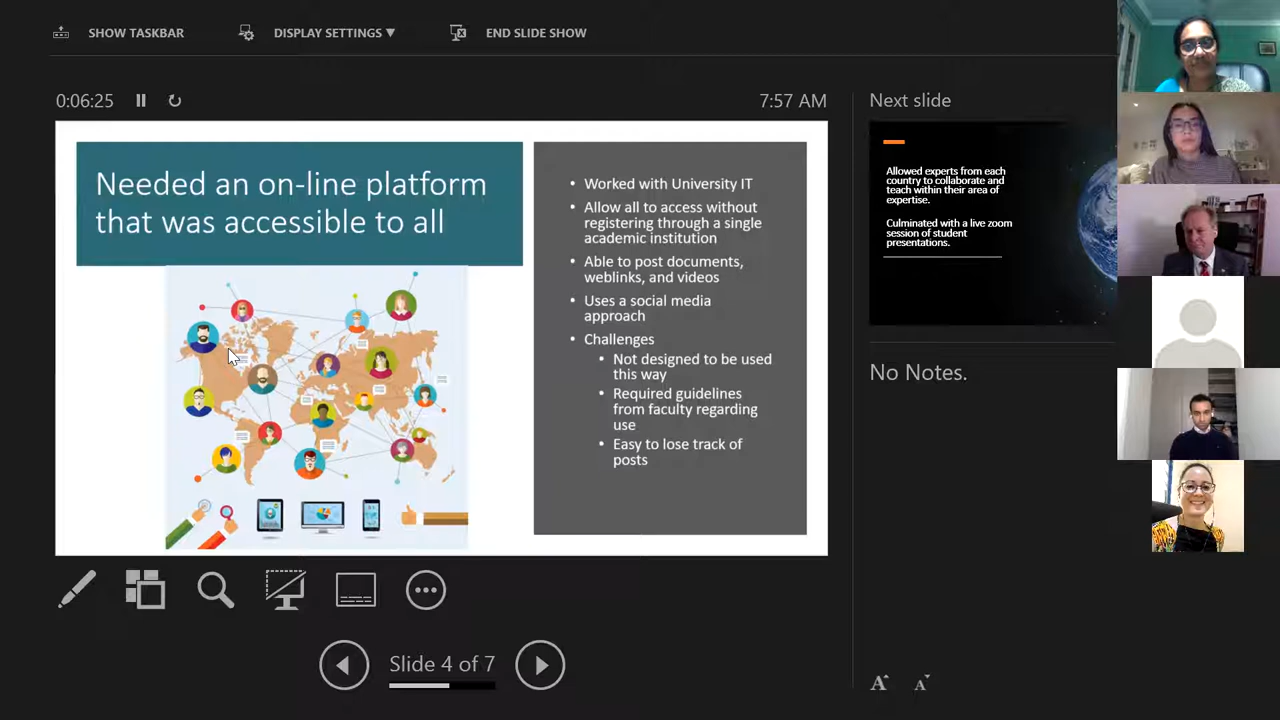 SHOW TASKBAR
DISPLAY SETTINGS ▼
END SLIDE SHOW
0:06:25
7:57 AM
Needed an on-line platform
that was accessible to all
• Worked with University IT
• Allow all to access without
registering through a single
academic institution
• Able to post documents,
weblinks, and videos
• Uses a social media
approach
• Challenges
• Not designed to be used
this way
• Required guidelines
from faculty regarding
use
• Easy to lose track of
posts
Next slide
Allowed experts from each
country to collaborate and
teach within their area of
expertise.
Culminated with a live zoom
session of student
presentations.
No Notes.
Slide 4 of 7
A A